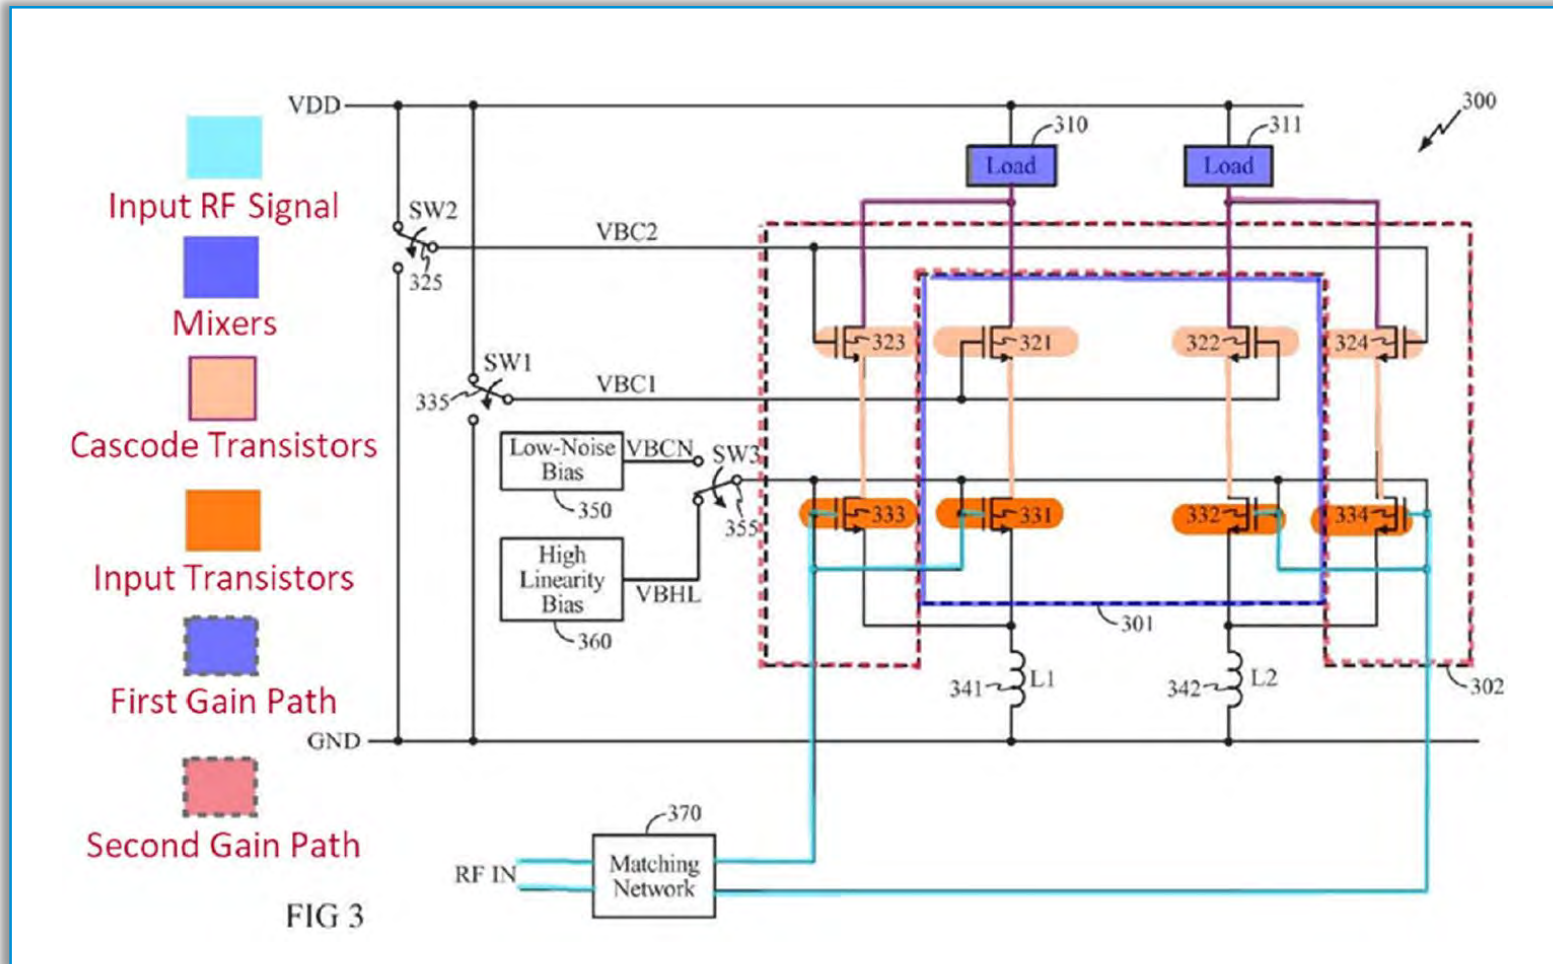 VDD
310
311
300
Load
Load
Input RF Signal
SW2
VBC2
325
Mixers
323
321
322
324
SW1
VBC1
335
Cascode Transistors
Low-Noise
Bias
VBCN
SW3
350
355
333
331
332
334
Input Transistors
High
Linearity
Bias
VBHL
360
301
341
L1
342
L2
302
First Gain Path
GND
Second Gain Path
370
RF IN
Matching
Network
FIG 3